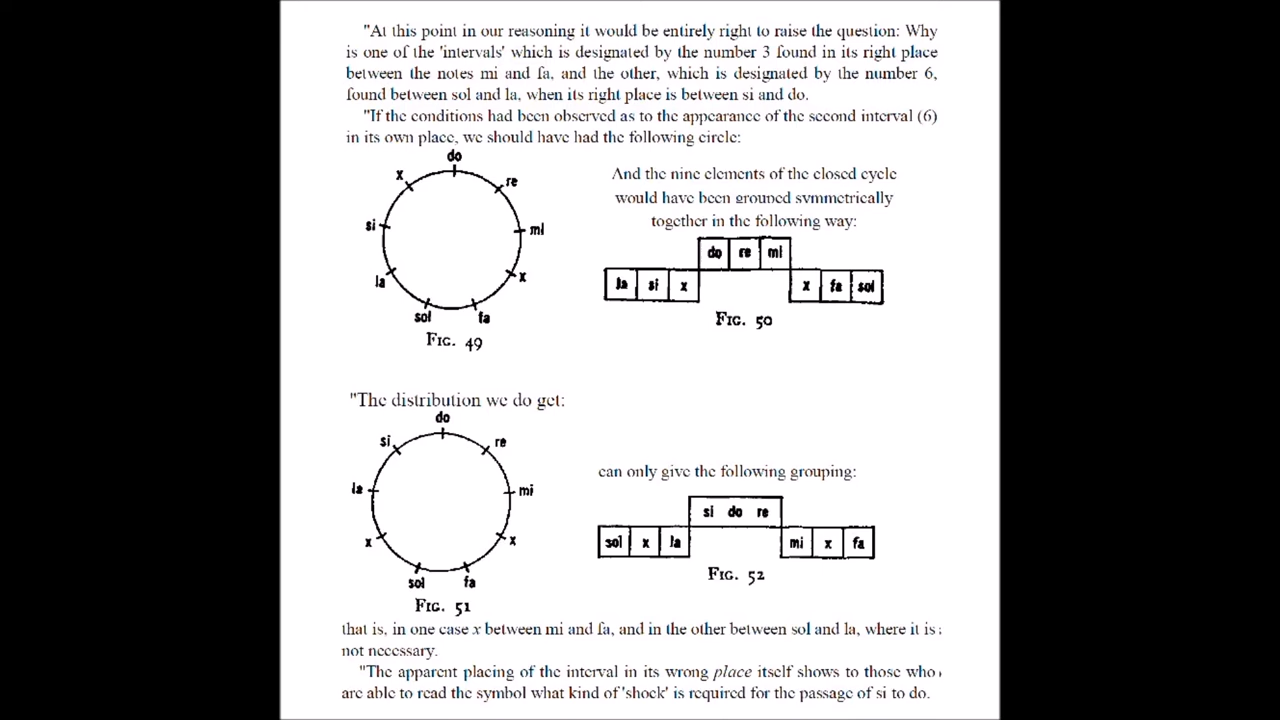 "At this point in our reasoning it would be entirely right to raise the question: Why
is one of the 'intervals' which is designated by the number 3 found in its right place
between the notes mi and fa, and the other, which is designated by the number 6,
found between sol and la, when its right place is between si and do.
"If the conditions had been observed as to the appearance of the second interval (6)
in its own place, we should have had the following circle:
do
x
re
si
mi
la
x
sol
fa
FIG. 49
And the nine elements of the closed cycle
would have been grouped symmetrically
together in the following way:
do re mi
la si x
x fa sol
FIG. 50
"The distribution we do get:
do
si
re
la
mi
x
x
sol
fa
FIG. 51
can only give the following grouping:
si do re
sol x la
mi x fa
FIG. 52
that is, in one case x between mi and fa, and in the other between sol and la, where it is
not necessary.
"The apparent placing of the interval in its wrong place itself shows to those who
are able to read the symbol what kind of 'shock' is required for the passage of si to do.